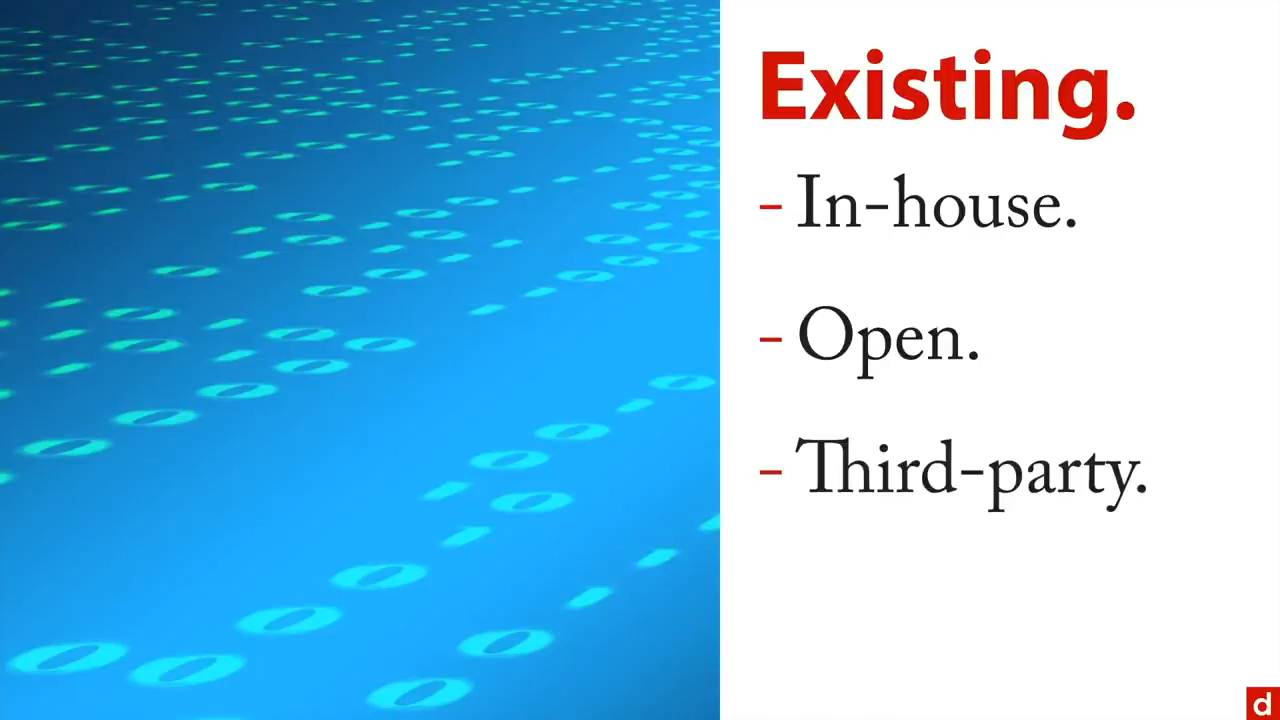 Existing.
- In-house.
- Open.
- Third-party.
d